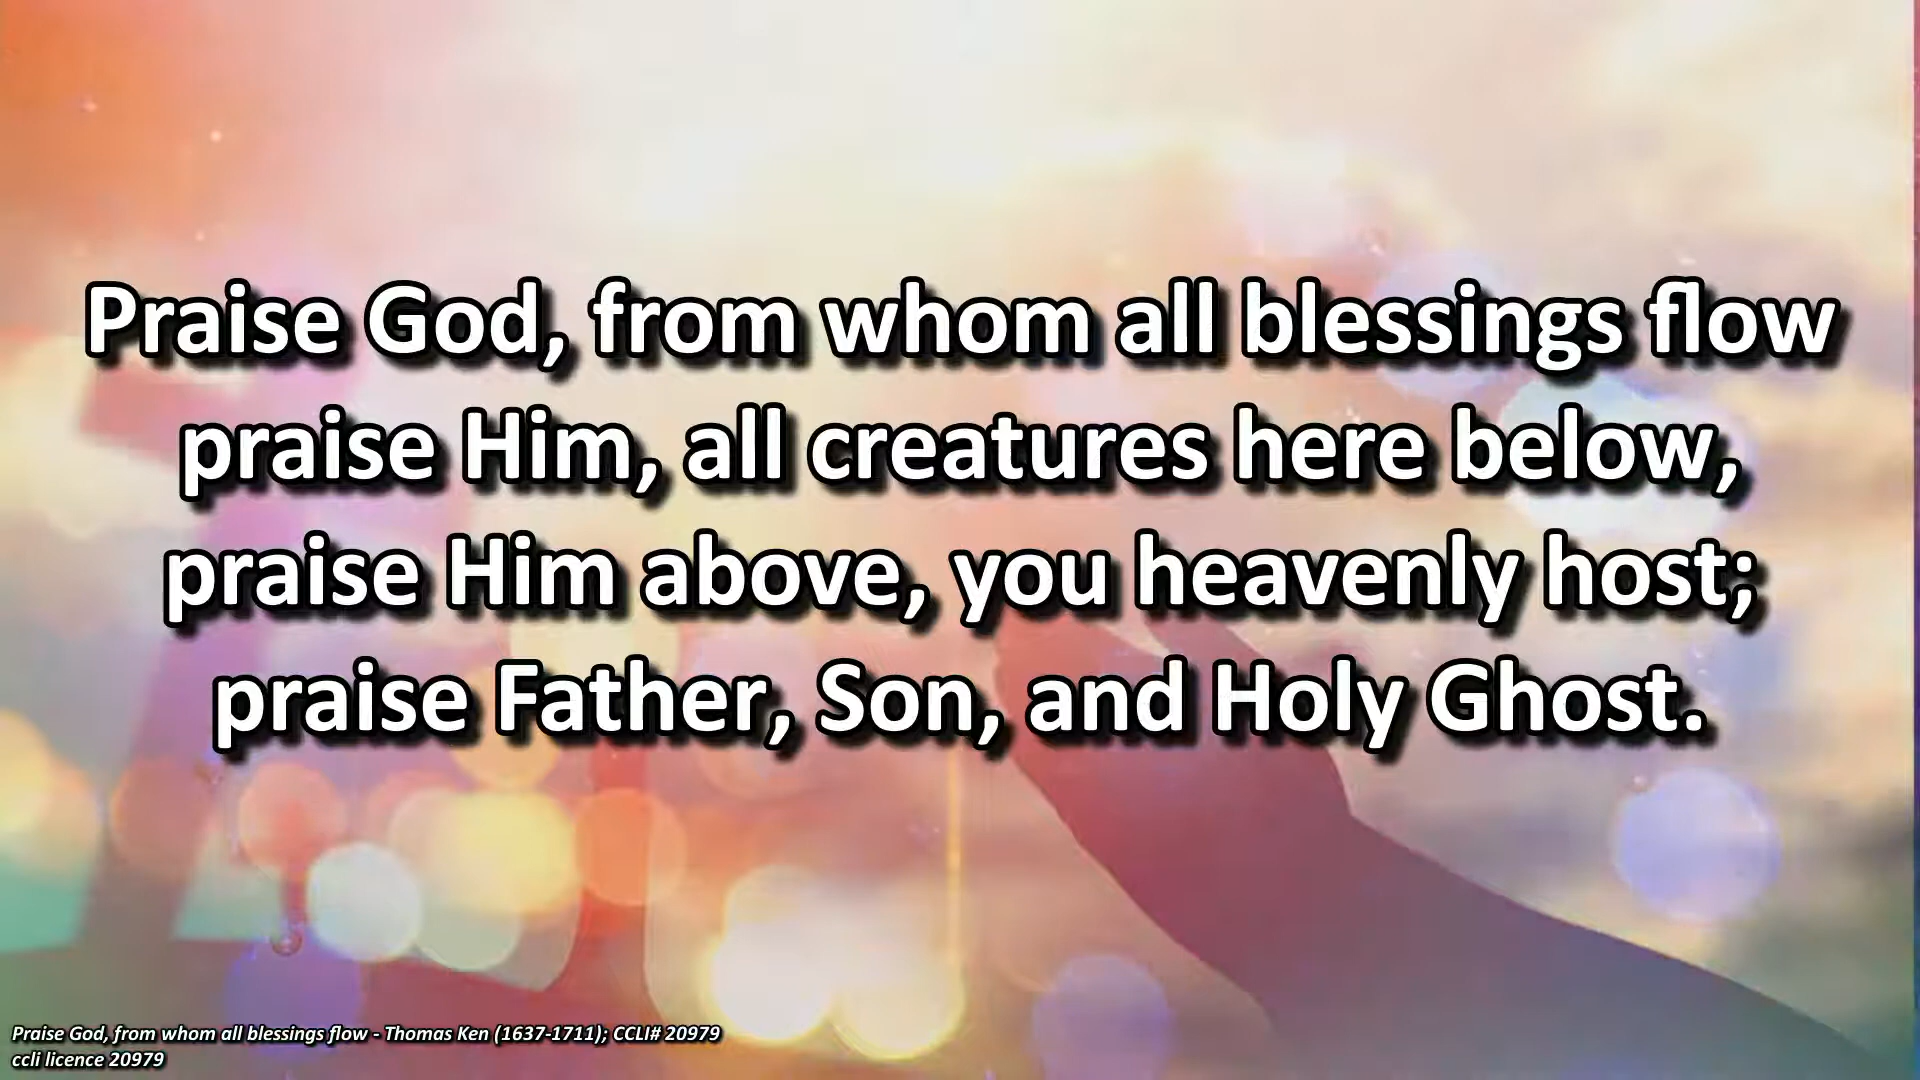 Praise God, from whom all blessings flow
praise Him, all creatures here below,
praise Him above, you heavenly host;
praise Father, Son, and Holy Ghost.
Praise God, from whom all blessings flow - Thomas Ken (1637-1711); CCLI# 20979
ccli licence 20979